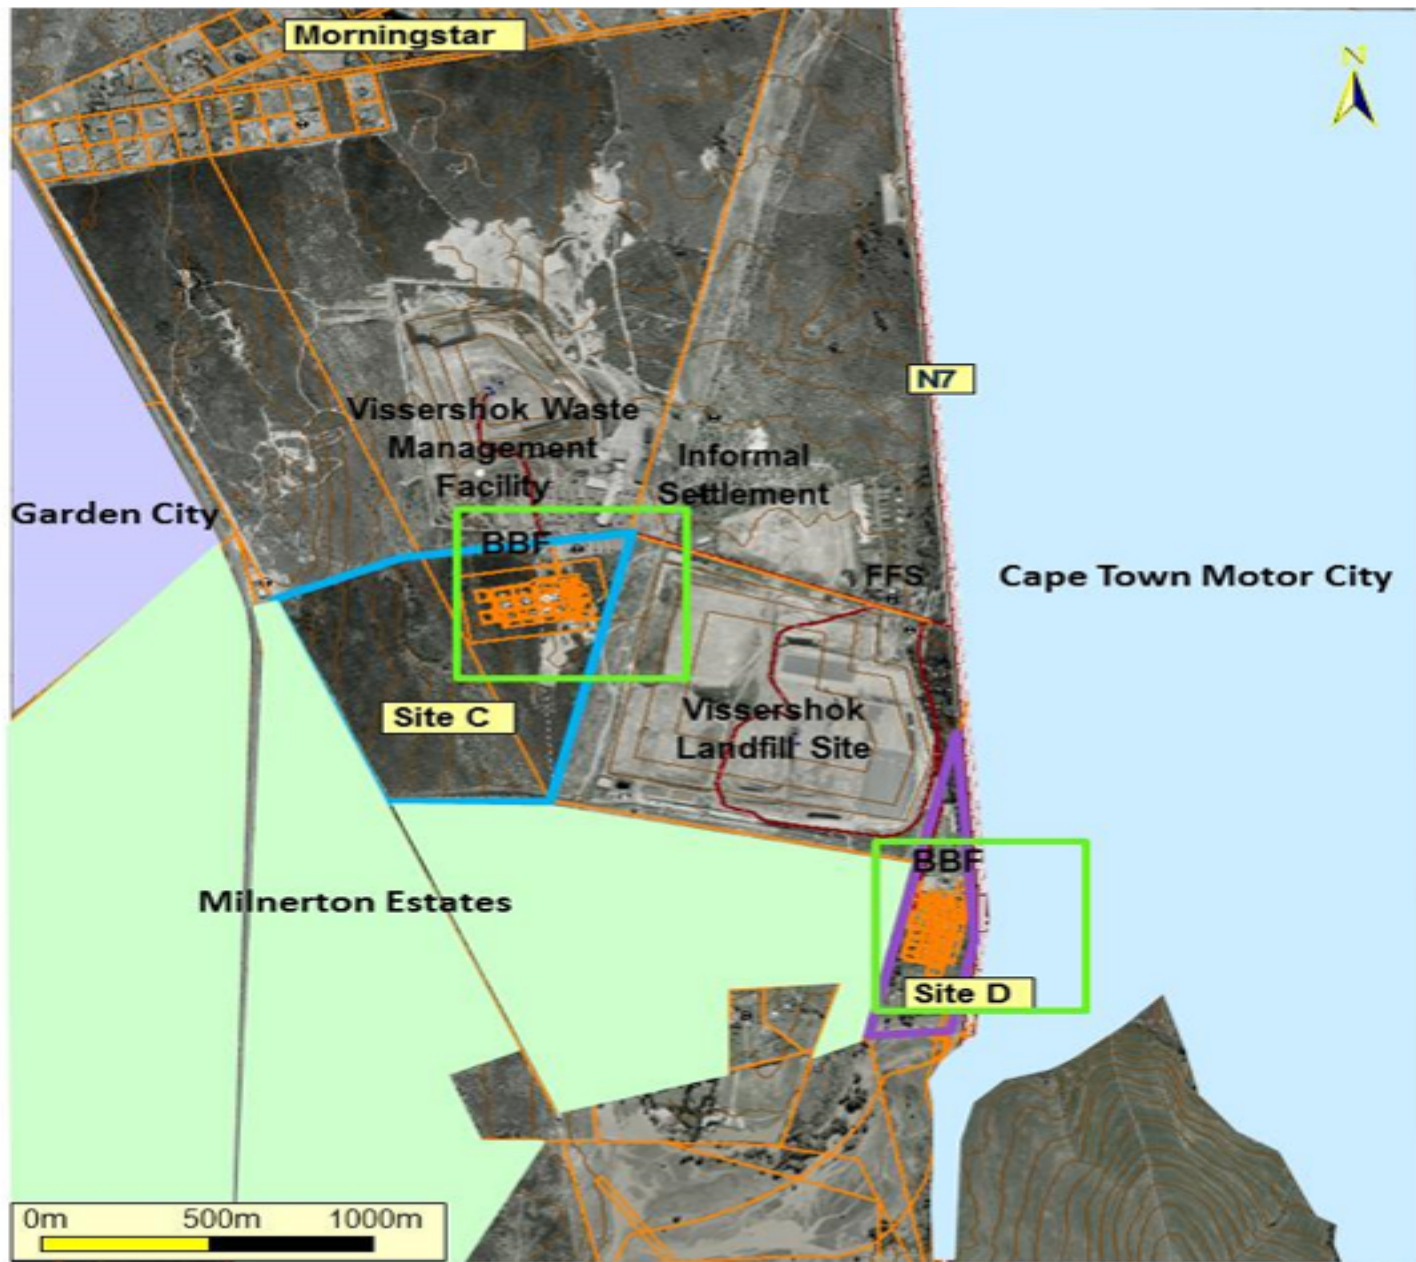 Morningstar
N
N7
Vissershok Waste
Management
Facility
Informal
Settlement
Garden City
BBF
FFS
Cape Town Motor City
Site C
Vissershok
Landfill Site
BBF
Milnerton Estates
Site D
0m 500m 1000m